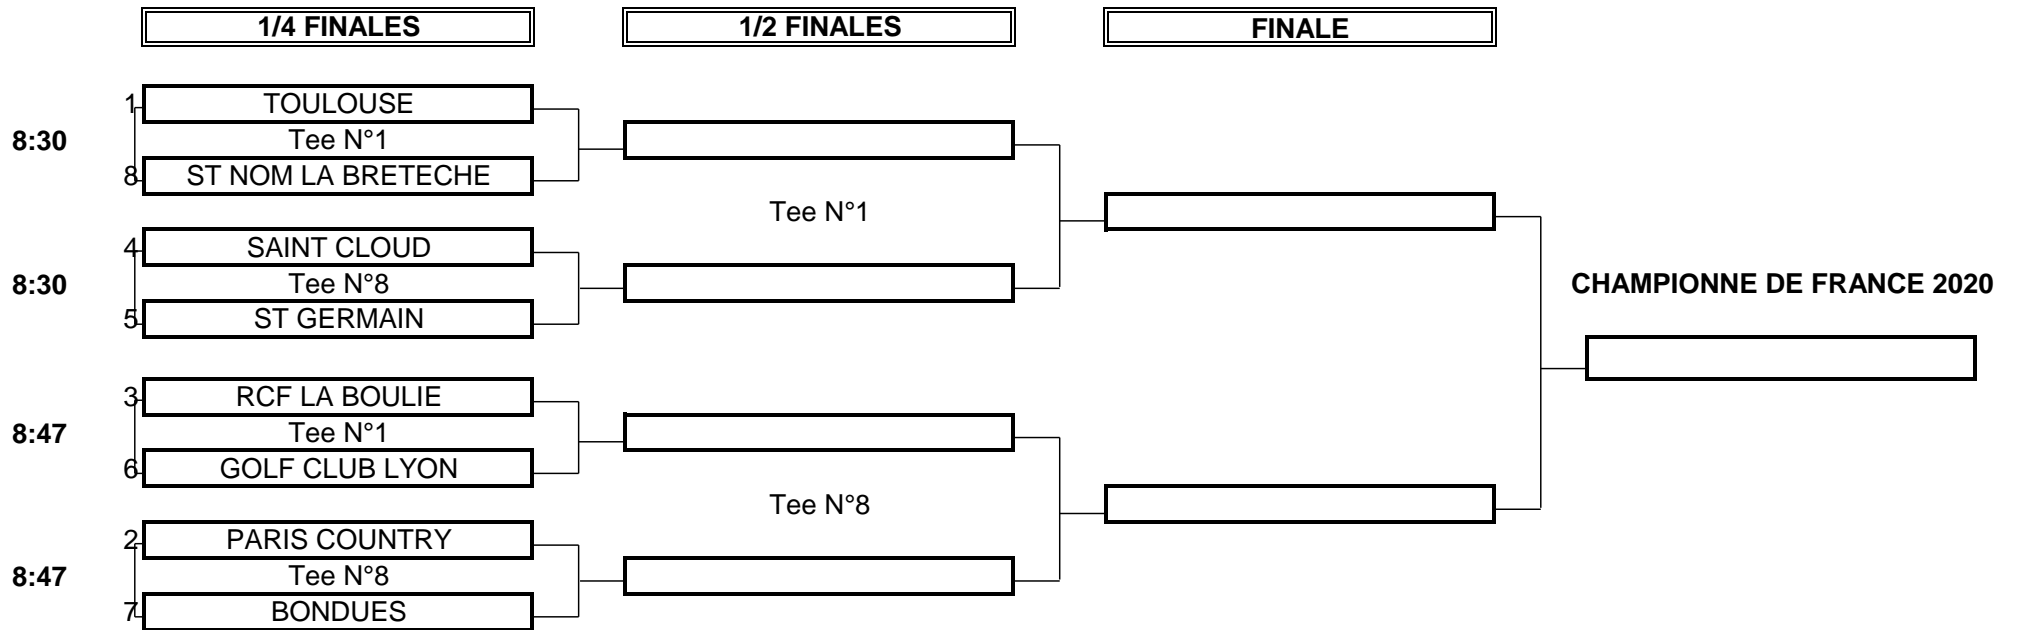 1/4 FINALES 1/2 FINALES FINALE
1 TOULOUSE
8:30 Tee N°1
8 ST NOM LA BRETECHE
Tee N°1
4 SAINT CLOUD
8:30 Tee N°8 CHAMPIONNE DE FRANCE 2020
5 ST GERMAIN
3 RCF LA BOULIE
8:47 Tee N°1
6 GOLF CLUB LYON
Tee N°8
2 PARIS COUNTRY
8:47 Tee N°8
7 BONDUES